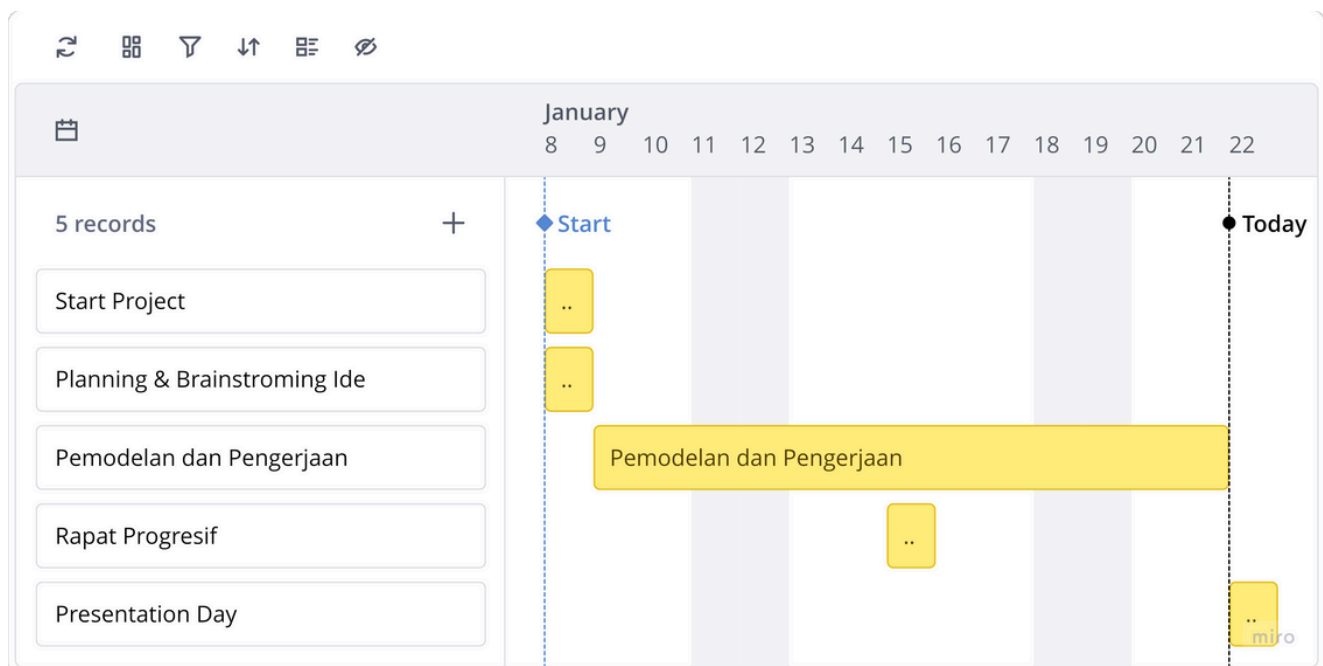 January
8 9 10 11 12 13 14 15 16 17 18 19 20 21 22
5 records
Start
Today
Start Project
..
Planning & Brainstroming Ide
..
Pemodelan dan Pengerjaan
Pemodelan dan Pengerjaan
Rapat Progresif
..
Presentation Day
..
miro